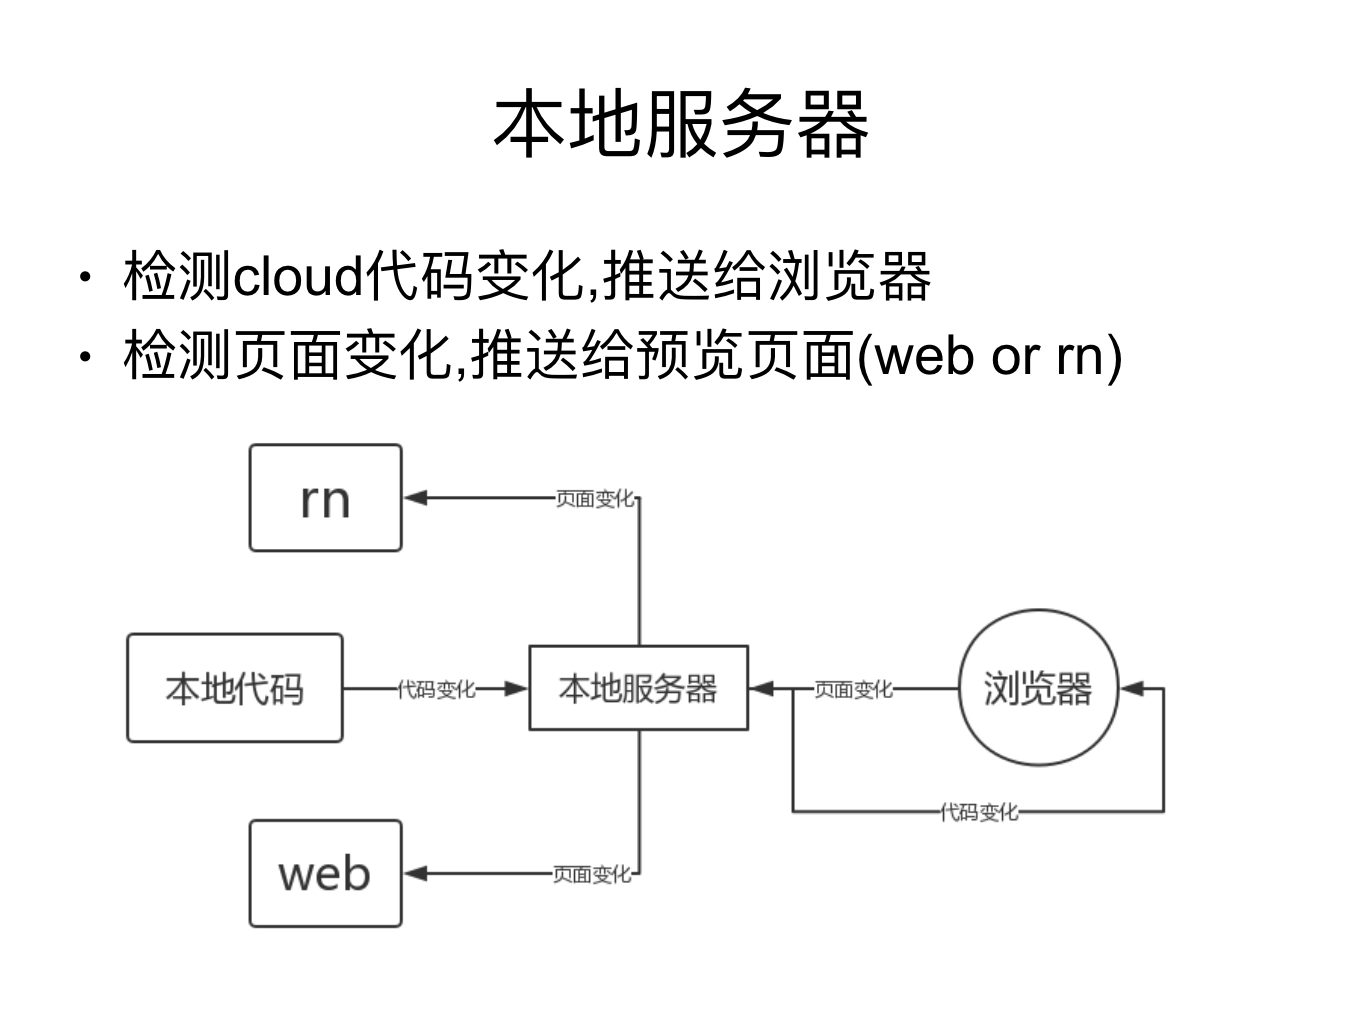 本地服务器
• 检测cloud代码变化,推送给浏览器
• 检测页面变化,推送给预览页面(web or rn)
rn
页面变化
本地代码
代码变化
本地服务器
页面变化
浏览器
代码变化
web
页面变化